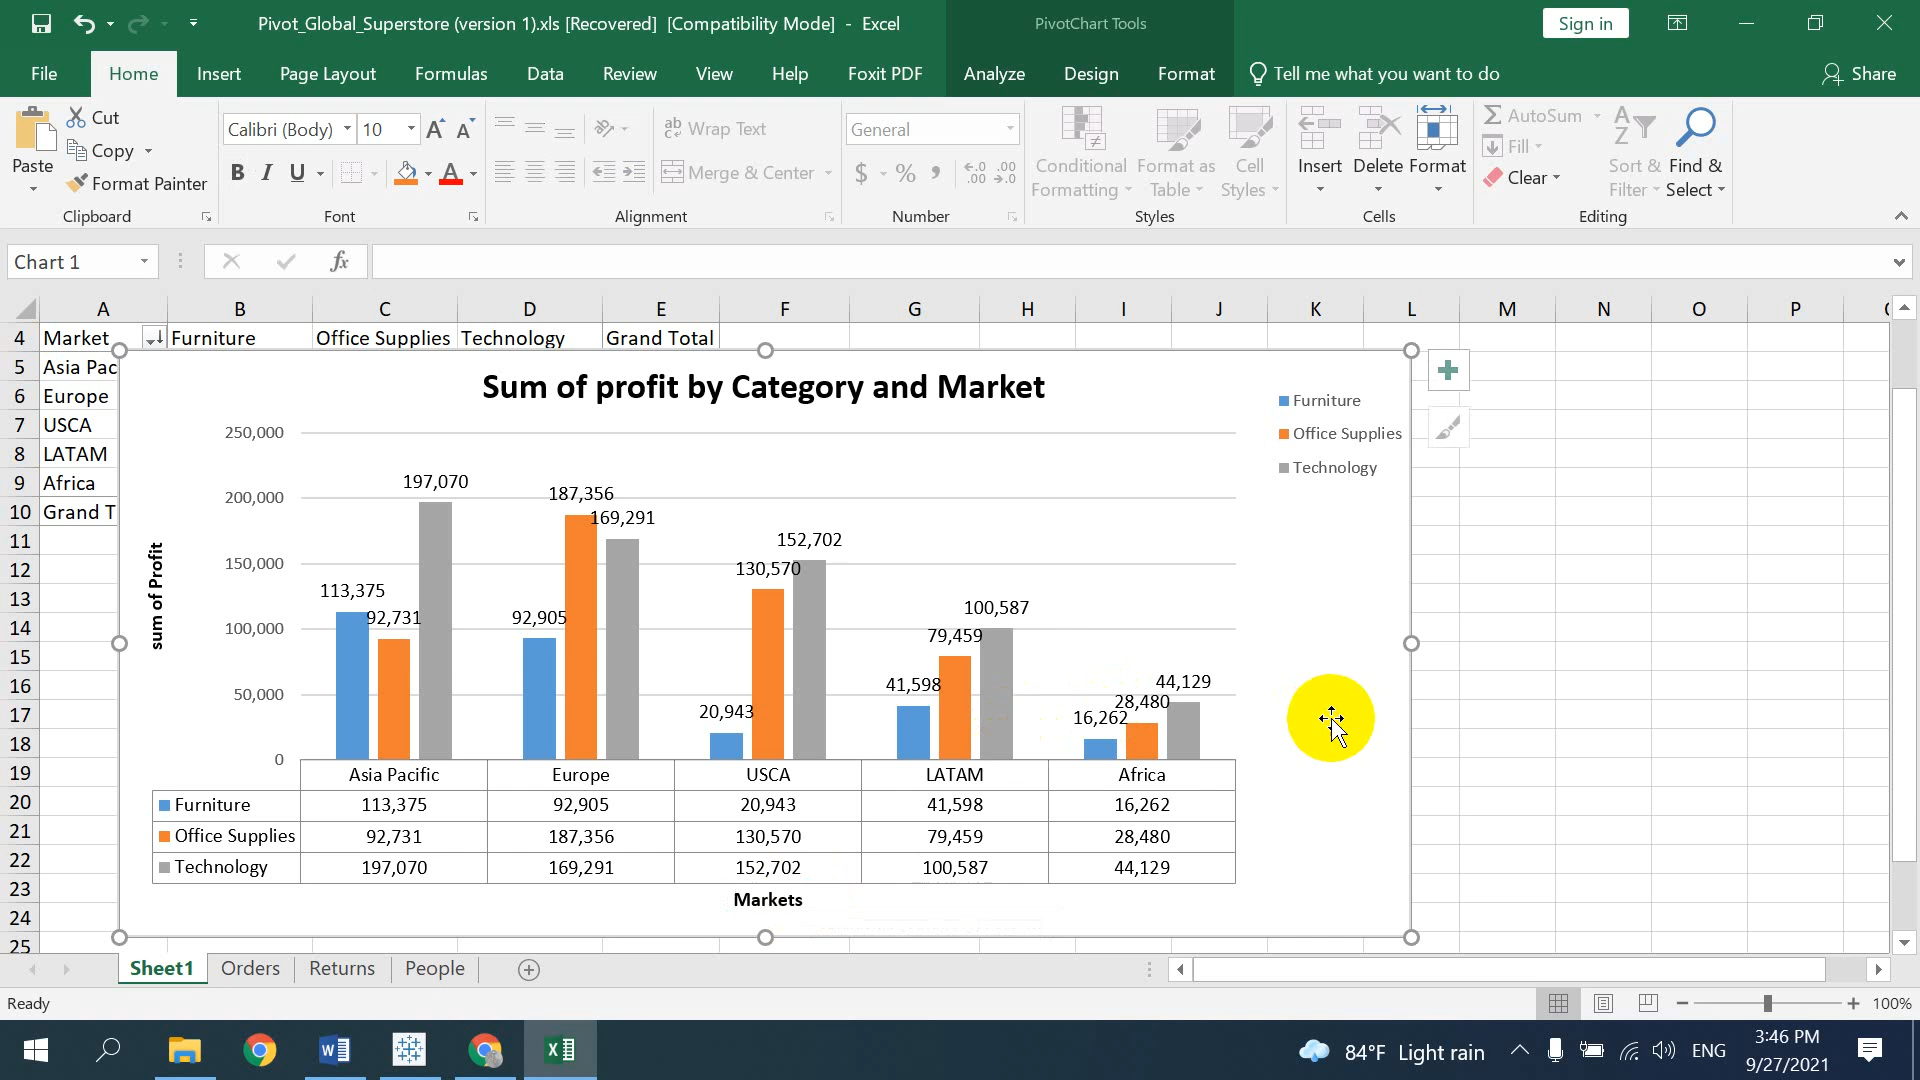 Pivot_Global_Superstore (version 1).xls [Recovered] [Compatibility Mode] - Excel
PivotChart Tools
Sign in
File Home Insert Page Layout Formulas Data Review View Help Foxit PDF Analyze Design Format Tell me what you want to do Share
Paste
Cut
Copy
Format Painter
Clipboard
Calibri (Body) 10
B I U
Font
Wrap Text
Merge & Center
Alignment
General
$ % ,
Number
Conditional Formatting
Format as Table
Cell Styles
Styles
Insert Delete Format
Cells
AutoSum
Fill
Clear
Sort & Filter
Find & Select
Editing
Chart 1
fx
A B C D E F G H I J K L M N O P
4 Market Furniture Office Supplies Technology Grand Total
5 Asia Pac
6 Europe
7 USCA
8 LATAM
9 Africa
10 Grand T
11
12
13
14
15
16
17
18
19
20
21
22
23
24
25
Sum of profit by Category and Market
Furniture
Office Supplies
Technology
sum of Profit
250,000
200,000
150,000
100,000
50,000
0
113,375 92,731 197,070
92,905 187,356 169,291
20,943 130,570 152,702
41,598 79,459 100,587
16,262 28,480 44,129
Asia Pacific Europe USCA LATAM Africa
Furniture 113,375 92,905 20,943 41,598 16,262
Office Supplies 92,731 187,356 130,570 79,459 28,480
Technology 197,070 169,291 152,702 100,587 44,129
Markets
Sheet1 Orders Returns People
Ready
100%
84°F Light rain
ENG
3:46 PM
9/27/2021